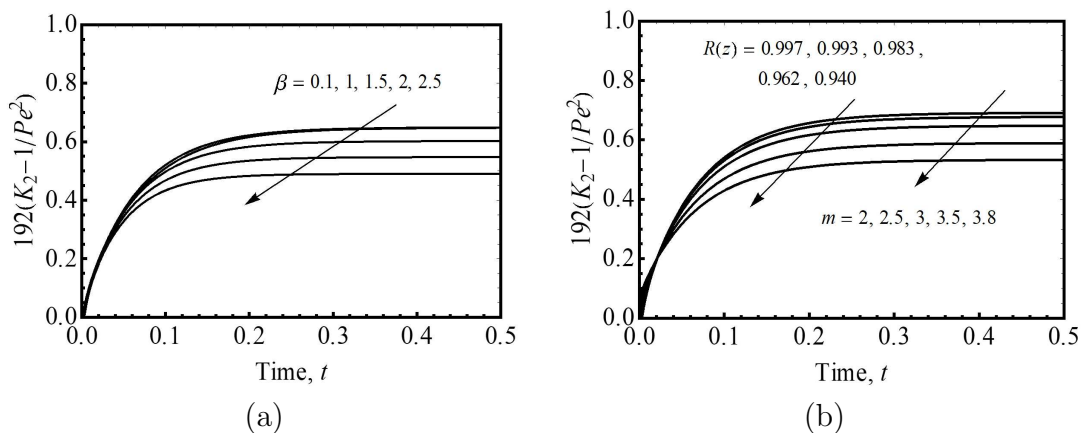 192(K₂−1/Pe²)
1.0
0.8
0.6
0.4
0.2
0.0
β = 0.1, 1, 1.5, 2, 2.5
0.0 0.1 0.2 0.3 0.4 0.5
Time, t
(a)
192(K₂−1/Pe²)
1.0
0.8
0.6
0.4
0.2
0.0
R(z) = 0.997 , 0.993 , 0.983 ,
0.962 , 0.940
m = 2, 2.5, 3, 3.5, 3.8
0.0 0.1 0.2 0.3 0.4 0.5
Time, t
(b)